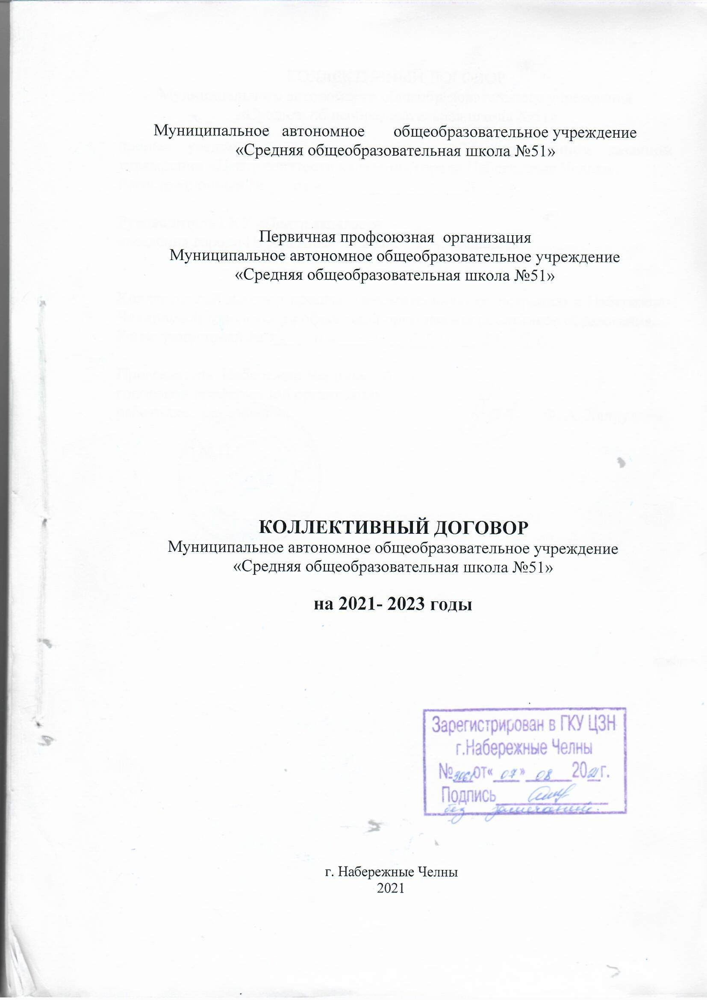 Муниципальное автономное общеобразовательное учреждение
«Средняя общеобразовательная школа №51»
Первичная профсоюзная организация
Муниципальное автономное общеобразовательное учреждение
«Средняя общеобразовательная школа №51»
КОЛЛЕКТИВНЫЙ ДОГОВОР
Муниципальное автономное общеобразовательное учреждение
«Средняя общеобразовательная школа №51»
на 2021- 2023 годы
Зарегистрирован в ГКУ ЦЗН
г.Набережные Челны
№ от« 07 » 08 2021г.
Подпись
без замечаний.
г. Набережные Челны
2021